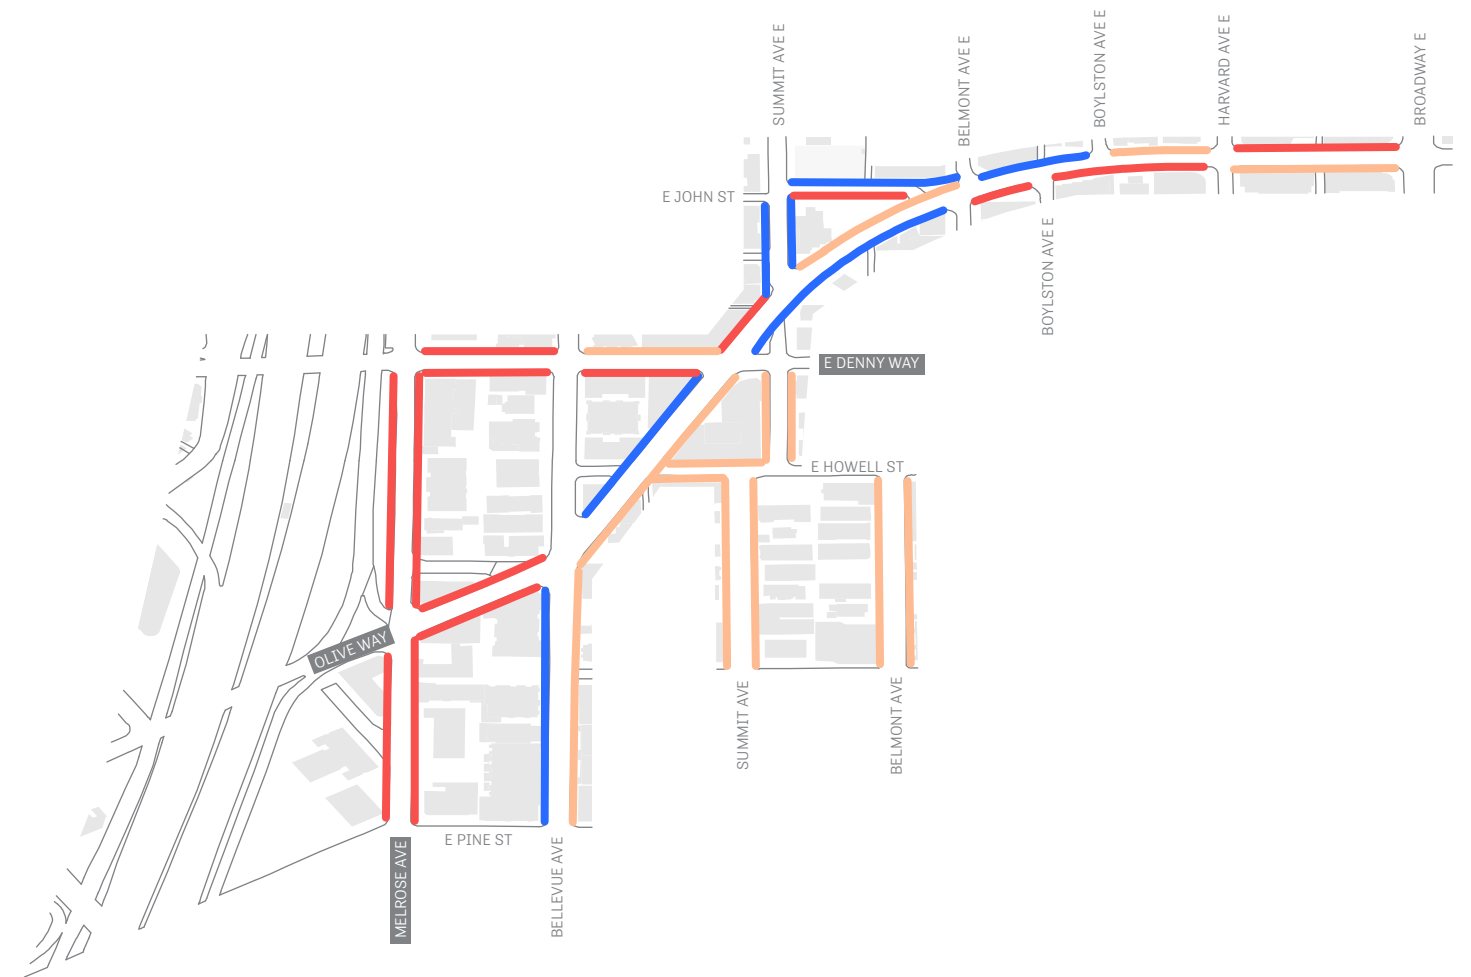 SUMMIT AVE E
BELMONT AVE E
BOYLSTON AVE E
HARVARD AVE E
BROADWAY E
E JOHN ST
BOYLSTON AVE E
E DENNY WAY
E HOWELL ST
OLIVE WAY
SUMMIT AVE
BELMONT AVE
E PINE ST
MELROSE AVE
BELLEVUE AVE